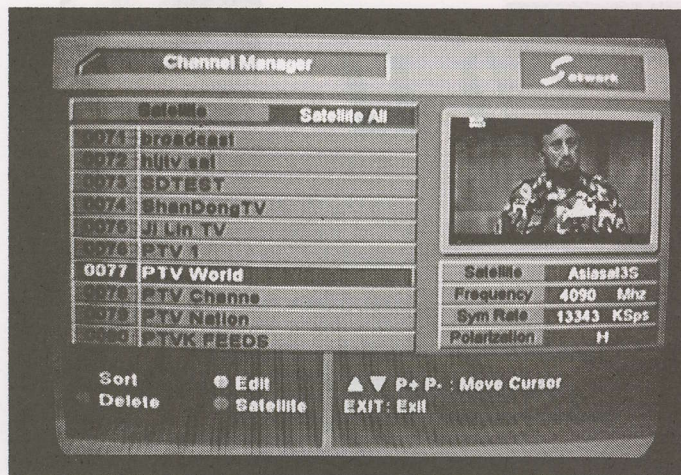 Channel Manager
Setwork
Satellite
Satellite All
0071 broadcast
0072 hljtv sat
0073 SDTEST
0074 ShanDongTV
0075 Ji Lin TV
0076 PTV 1
0077 PTV World
0078 PTV Channe
0079 PTV Nation
0080 PTVK FEEDS
Satellite Asiasat3S
Frequency 4090 Mhz
Sym Rate 13343 KSps
Polarization H
Sort
Edit
Delete
Satellite
▲ ▼ P+ P- : Move Cursor
EXIT: Exit